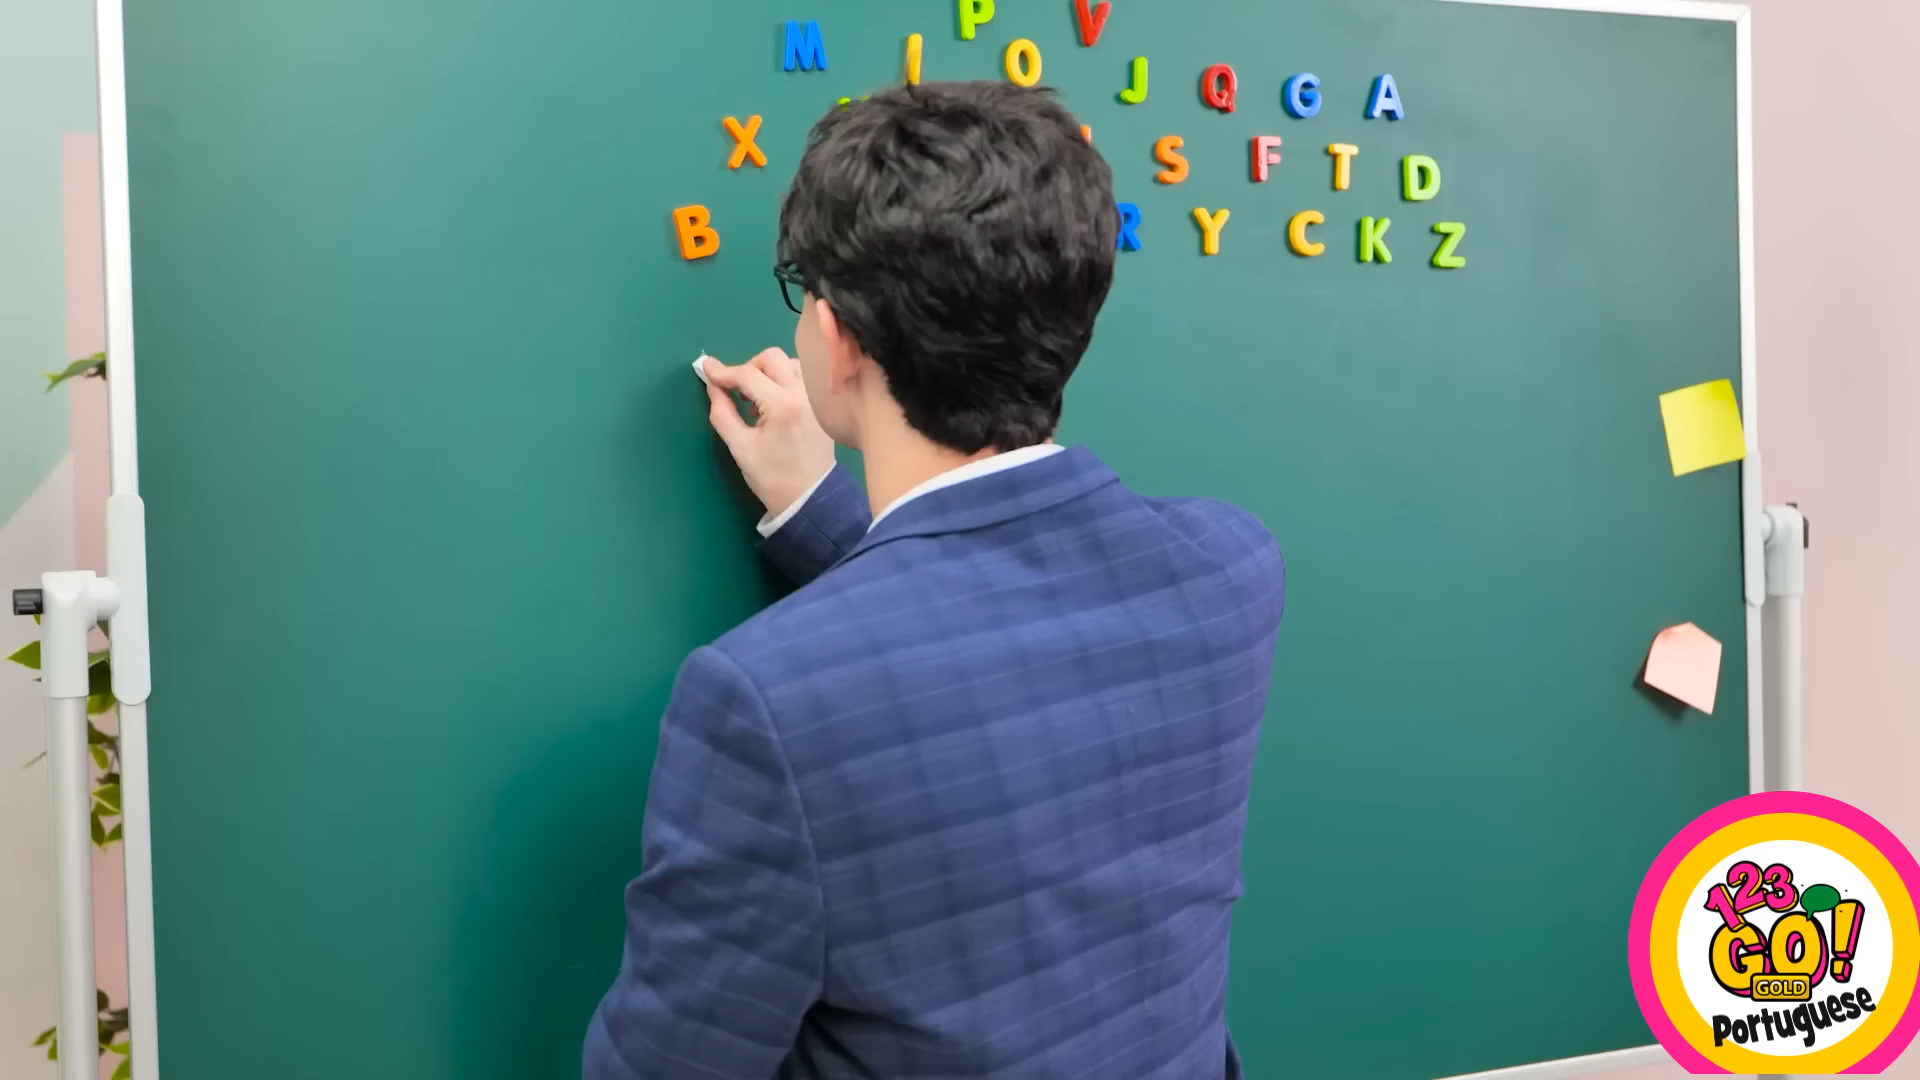 P V
M I O J Q G A
X S F T D
B R Y C K Z
123
GO!
GOLD
Portuguese